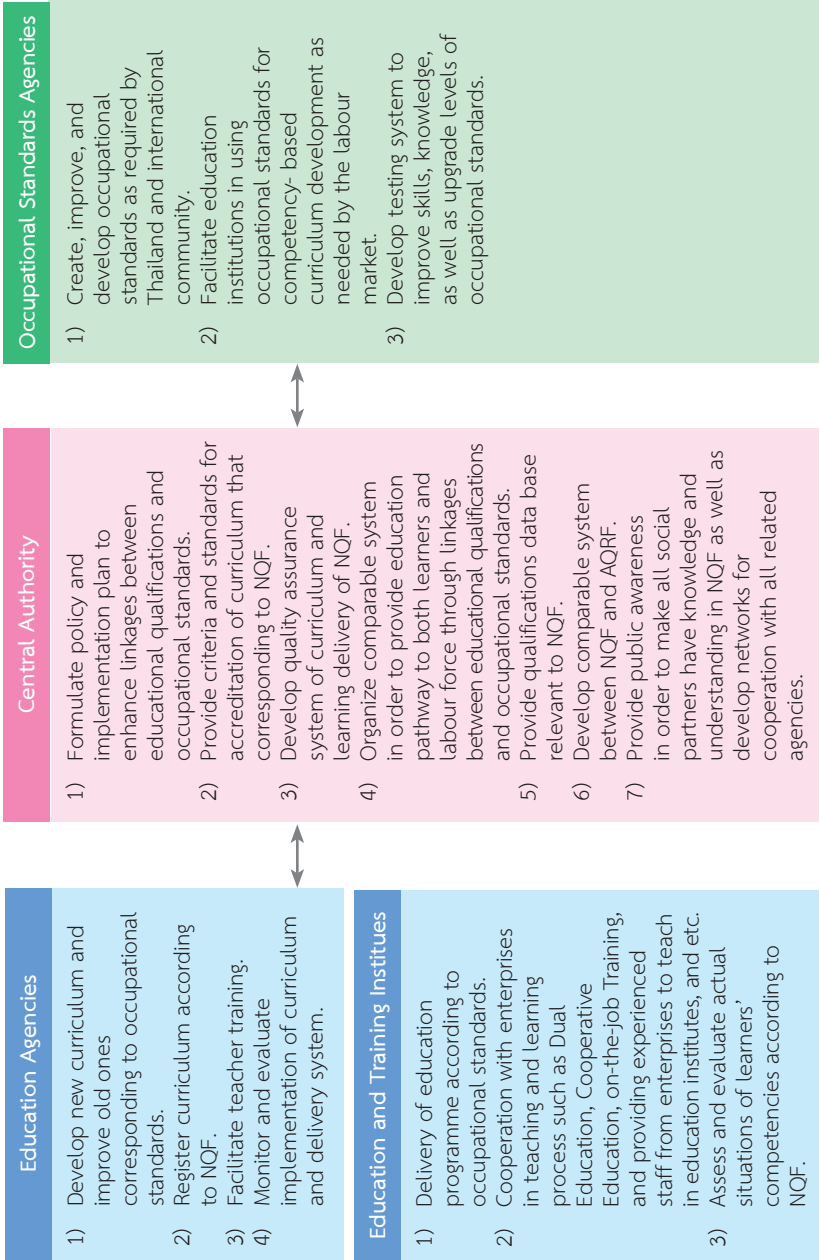 Education Agencies
1) Develop new curriculum and
improve old ones
corresponding to occupational
standards.
2) Register curriculum according
to NQF.
3) Facilitate teacher training.
4) Monitor and evaluate
implementation of curriculum
and delivery system.
Education and Training Institues
1) Delivery of education
programme according to
occupational standards.
2) Cooperation with enterprises
in teaching and learning
process such as Dual
Education, Cooperative
Education, on-the-job Training,
and providing experienced
staff from enterprises to teach
in education institutes, and etc.
3) Assess and evaluate actual
situations of learners’
competencies according to
NQF.
Central Authority
1) Formulate policy and
implementation plan to
enhance linkages between
educational qualifications and
occupational standards.
2) Provide criteria and standards for
accreditation of curriculum that
corresponding to NQF.
3) Develop quality assurance
system of curriculum and
learning delivery of NQF.
4) Organize comparable system
in order to provide education
pathway to both learners and
labour force through linkages
between educational qualifications
and occupational standards.
5) Provide qualifications data base
relevant to NQF.
6) Develop comparable system
between NQF and AQRF.
7) Provide public awareness
in order to make all social
partners have knowledge and
understanding in NQF as well as
develop networks for
cooperation with all related
agencies.
Occupational Standards Agencies
1) Create, improve, and
develop occupational
standards as required by
Thailand and international
community.
2) Facilitate education
institutions in using
occupational standards for
competency- based
curriculum development as
needed by the labour
market.
3) Develop testing system to
improve skills, knowledge,
as well as upgrade levels of
occupational standards.